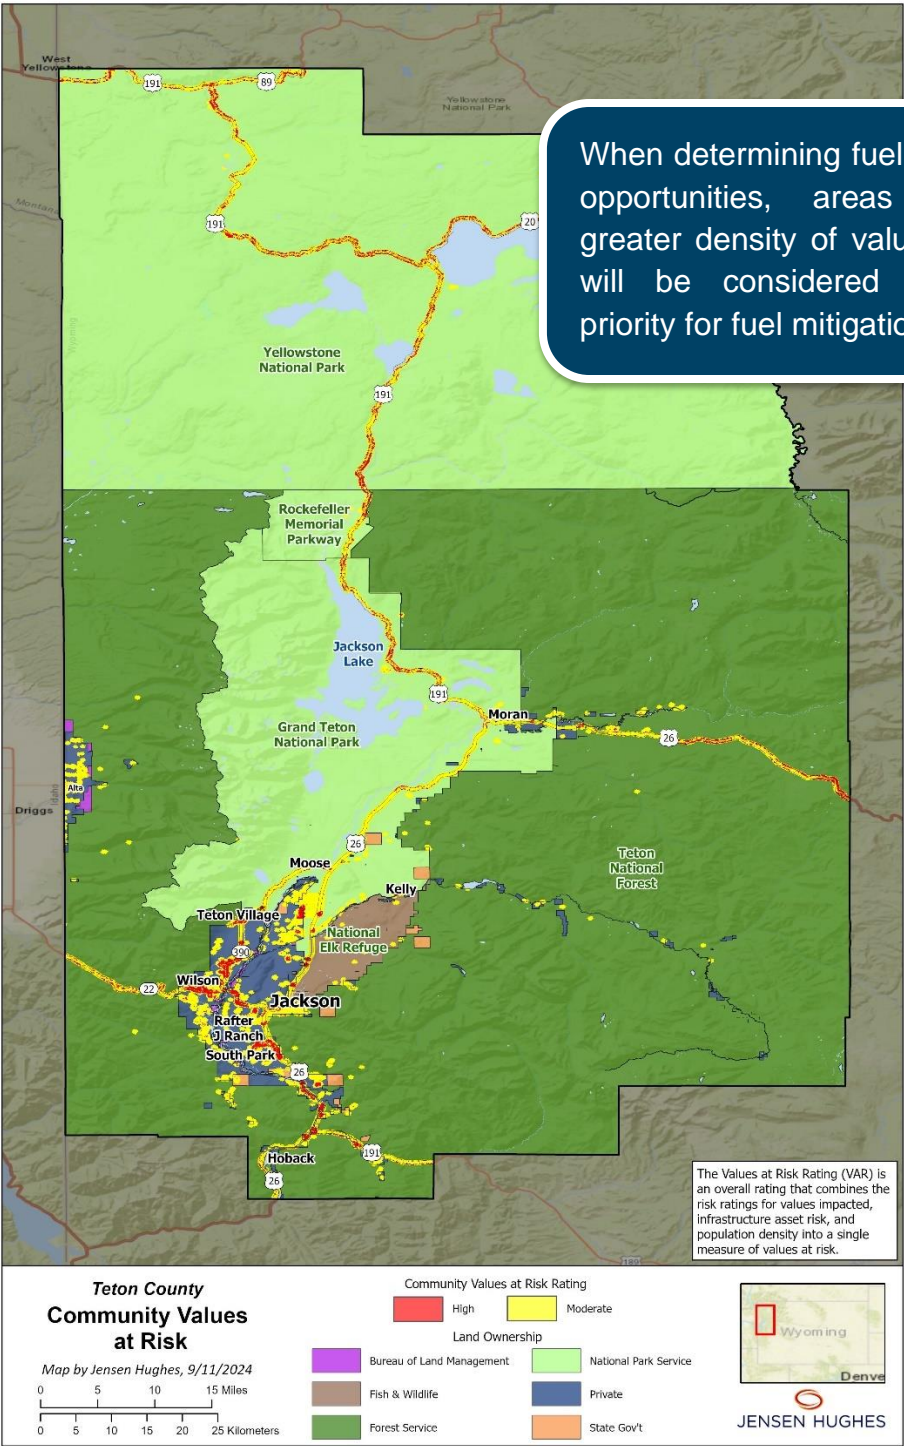 West
Yellowstone
191
89
Yellowstone
National Park
When determining fuel
opportunities, areas
greater density of valu
will be considered
priority for fuel mitigatio
Montana
191
20
Wyoming
Yellowstone
National Park
191
Rockefeller
Memorial
Parkway
Jackson
Lake
191
Moran
Grand Teton
National Park
26
Alta
Idaho
Driggs
26
Moose
Teton
National
Forest
Kelly
Teton Village
National
Elk Refuge
390
Wilson
22
Jackson
Rafter
J Ranch
South Park
26
Hoback
191
26
The Values at Risk Rating (VAR) is
an overall rating that combines the
risk ratings for values impacted,
infrastructure asset risk, and
population density into a single
measure of values at risk.
189
Teton County
Community Values
at Risk
Map by Jensen Hughes, 9/11/2024
0 5 10 15 Miles
0 5 10 15 20 25 Kilometers
Community Values at Risk Rating
High Moderate
Land Ownership
Bureau of Land Management National Park Service
Fish & Wildlife Private
Forest Service State Gov't
Wyoming
Denve
JENSEN HUGHES